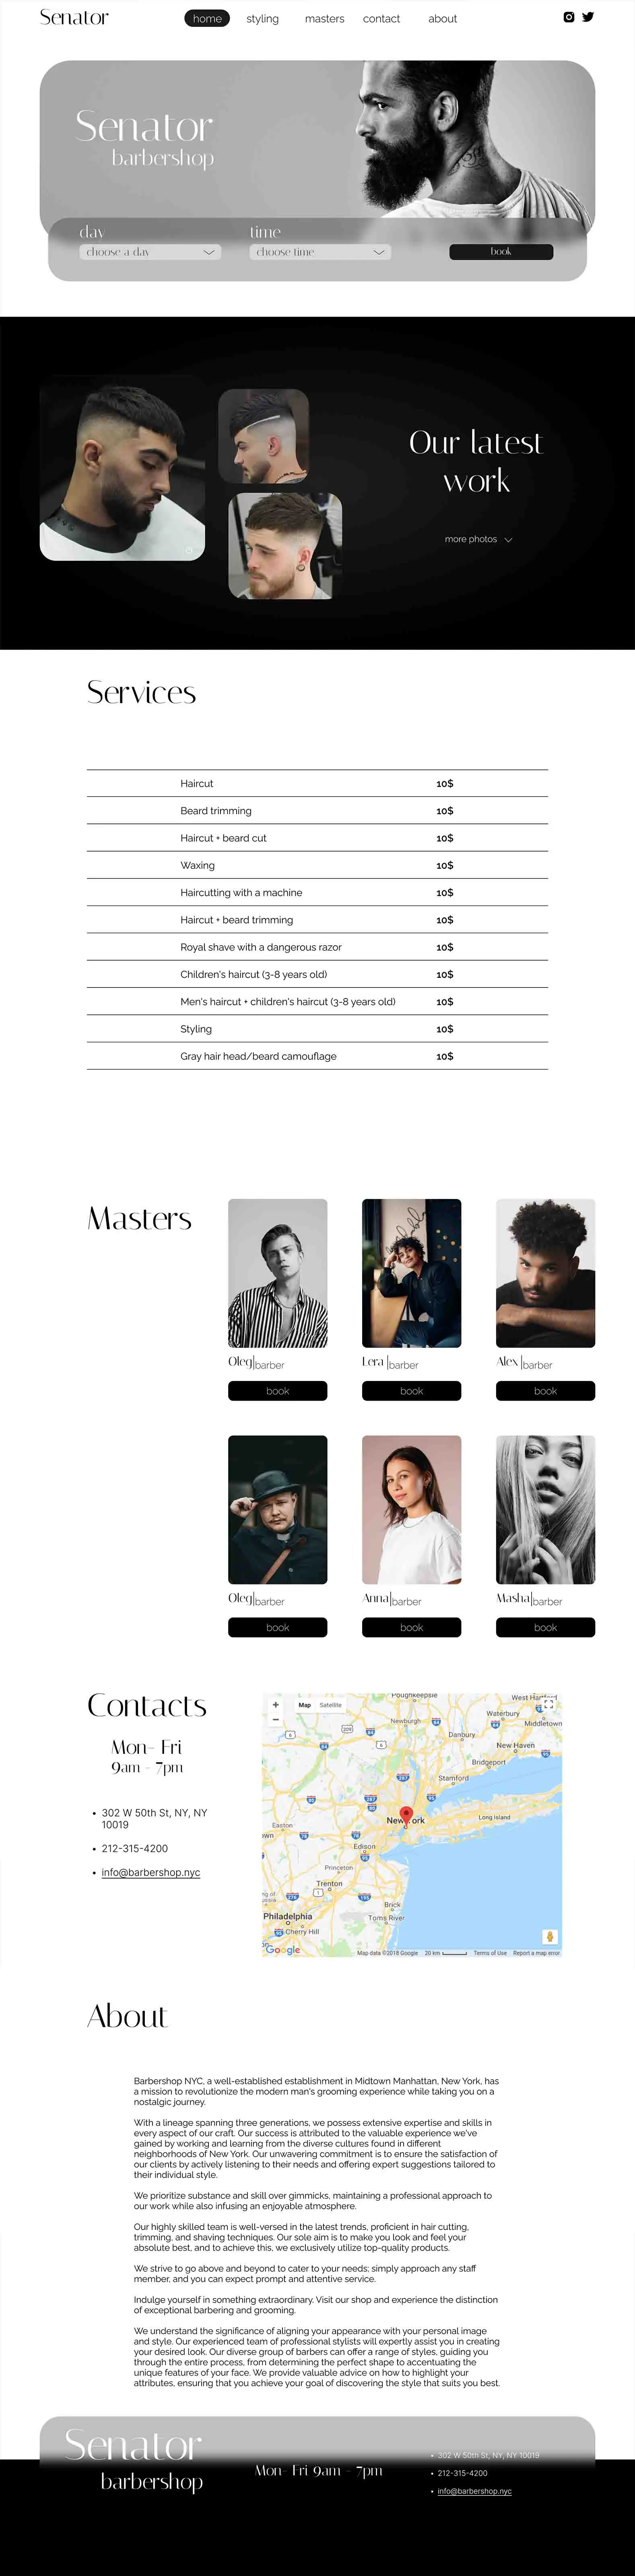 Senator
home styling masters contact about
Senator
barbershop
day time
choose a day choose time book
Our latest
work
more photos
Services
Haircut 10$
Beard trimming 10$
Haircut + beard cut 10$
Waxing 10$
Haircutting with a machine 10$
Haircut + beard trimming 10$
Royal shave with a dangerous razor 10$
Children's haircut (3-8 years old) 10$
Men's haircut + children's haircut (3-8 years old) 10$
Styling 10$
Gray hair head/beard camouflage 10$
Masters
Oleg|barber Lera |barber Alex |barber
book book book
Oleg|barber Anna|barber Masha|barber
book book book
Contacts
Mon- Fri
9am - 7pm
• 302 W 50th St, NY, NY
10019
• 212-315-4200
• info@barbershop.nyc
+ Map Satellite
−
Poughkeepsie
West Hartford
Waterbury
Newburgh
Middletown
Danbury
New Haven
Bridgeport
Stamford
New York
Long Island
Easton
Edison
Princeton
Trenton
Brick
Philadelphia
Toms River
Cherry Hill
Google Map data ©2018 Google 20 km Terms of Use Report a map error
About
Barbershop NYC, a well-established establishment in Midtown Manhattan, New York, has
a mission to revolutionize the modern man's grooming experience while taking you on a
nostalgic journey.
With a lineage spanning three generations, we possess extensive expertise and skills in
every aspect of our craft. Our success is attributed to the valuable experience we've
gained by working and learning from the diverse cultures found in different
neighborhoods of New York. Our unwavering commitment is to ensure the satisfaction of
our clients by actively listening to their needs and offering expert suggestions tailored to
their individual style.
We prioritize substance and skill over gimmicks, maintaining a professional approach to
our work while also infusing an enjoyable atmosphere.
Our highly skilled team is well-versed in the latest trends, proficient in hair cutting,
trimming, and shaving techniques. Our sole aim is to make you look and feel your
absolute best, and to achieve this, we exclusively utilize top-quality products.
We strive to go above and beyond to cater to your needs; simply approach any staff
member, and you can expect prompt and attentive service.
Indulge yourself in something extraordinary. Visit our shop and experience the distinction
of exceptional barbering and grooming.
We understand the significance of aligning your appearance with your personal image
and style. Our experienced team of professional stylists will expertly assist you in creating
your desired look. Our diverse group of barbers can offer a range of styles, guiding you
through the entire process, from determining the perfect shape to accentuating the
unique features of your face. We provide valuable advice on how to highlight your
attributes, ensuring that you achieve your goal of discovering the style that suits you best.
Senator
barbershop
Mon- Fri 9am - 7pm
• 302 W 50th St, NY, NY 10019
• 212-315-4200
• info@barbershop.nyc